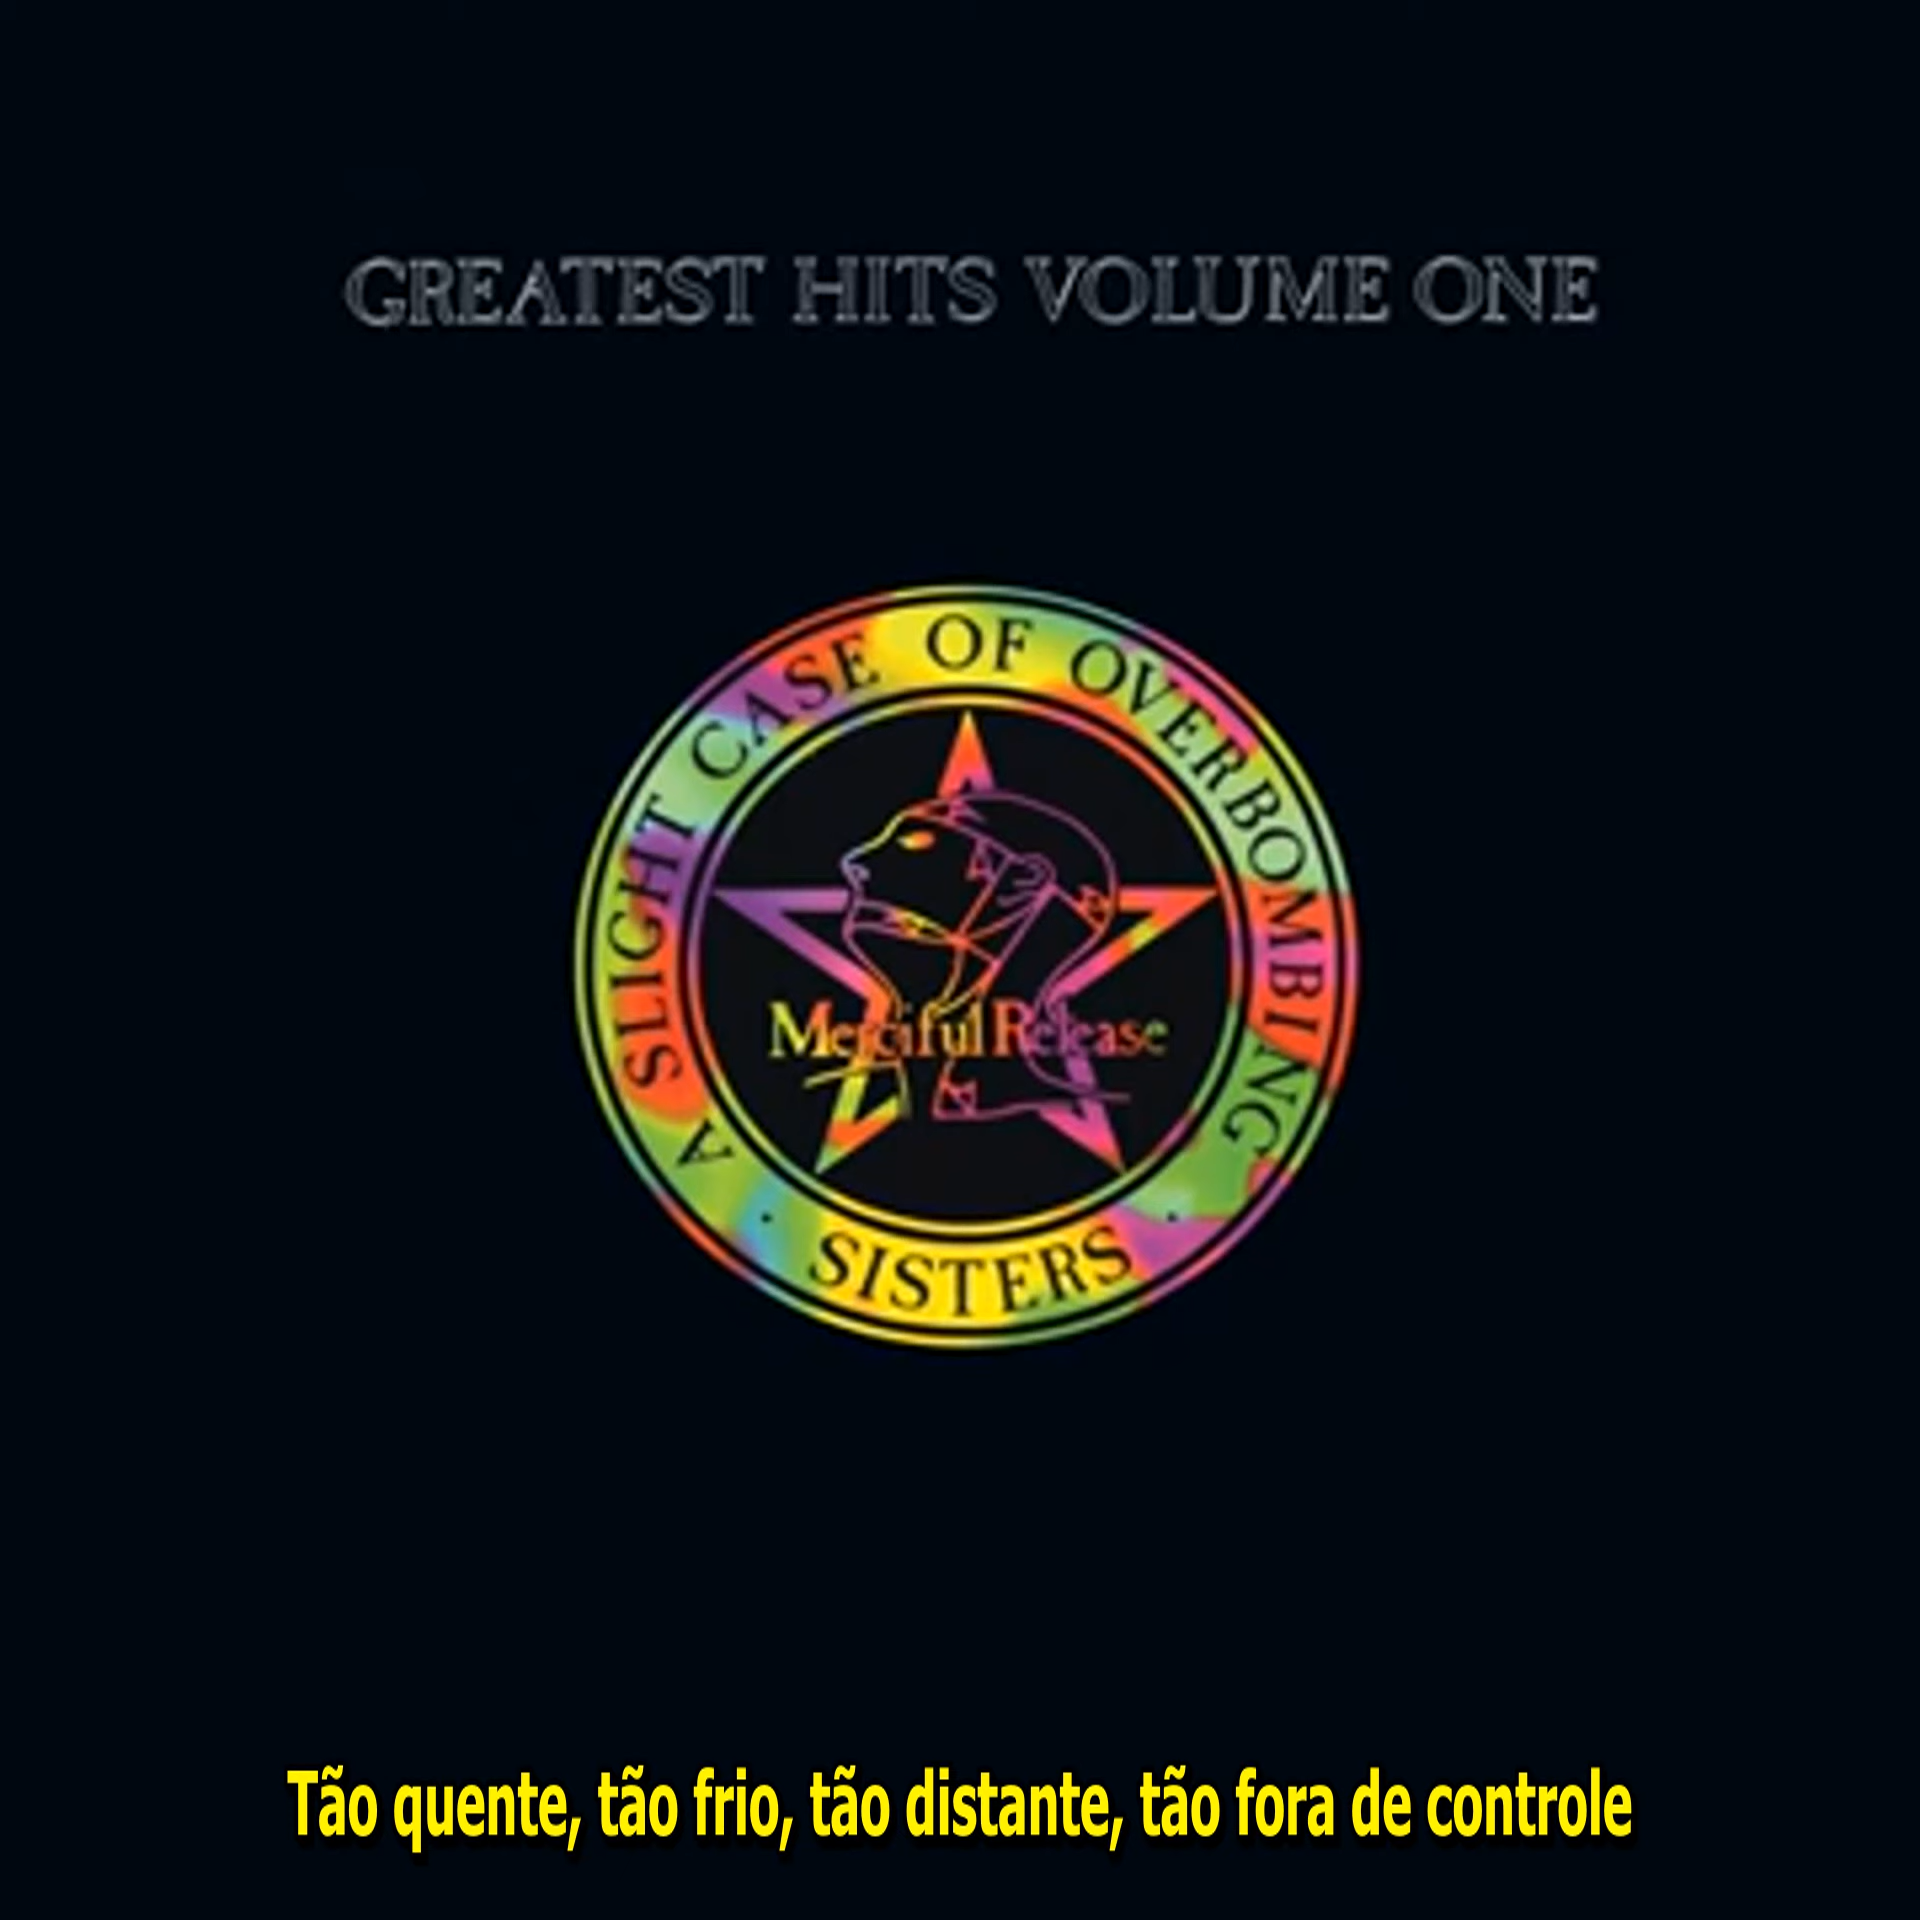 GREATEST HITS VOLUME ONE
A SLIGHT CASE OF OVERBOMBING
Merciful Release
· SISTERS ·
Tão quente, tão frio, tão distante, tão fora de controle